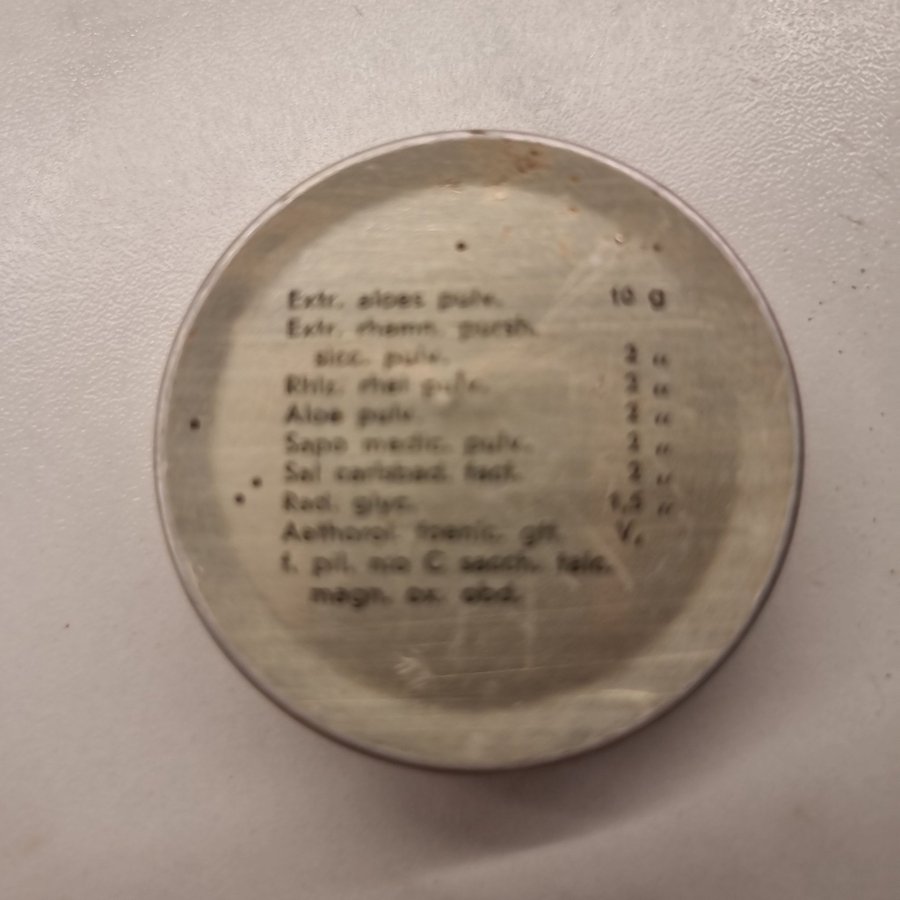 Extr. aloes pulv. 10 g
Extr. rhamn. pursh.
sicc. pulv. 2 "
Rhiz. rhei pulv. 2 "
Aloe pulv. 2 "
Sapo medic. pulv. 2 "
Sal carlsbad. fact. 2 "
Rad. glyc. 1,5 "
Aetherol. foenic. gtt. V.
f. pil. no C sacch. talc.
magn. ox. obd.